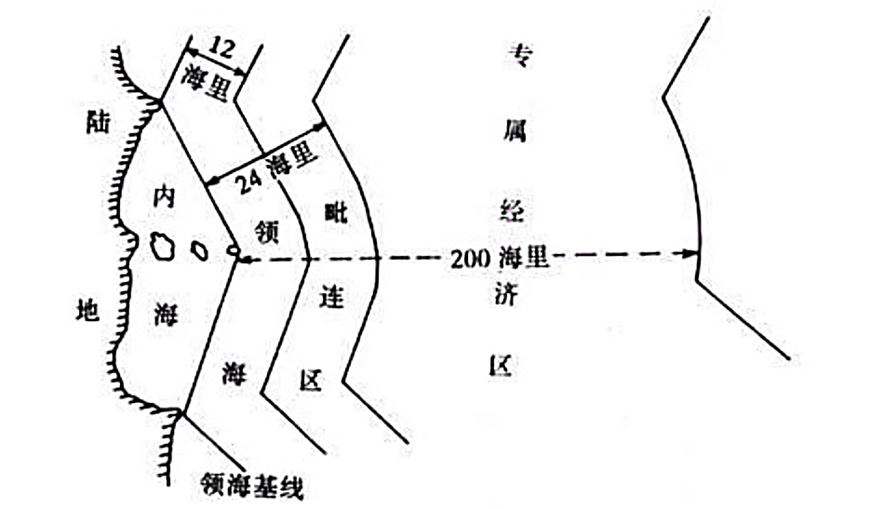 12
海里
陆地
内海
24 海里
领海
毗连区
专属经济区
200 海里
领海基线